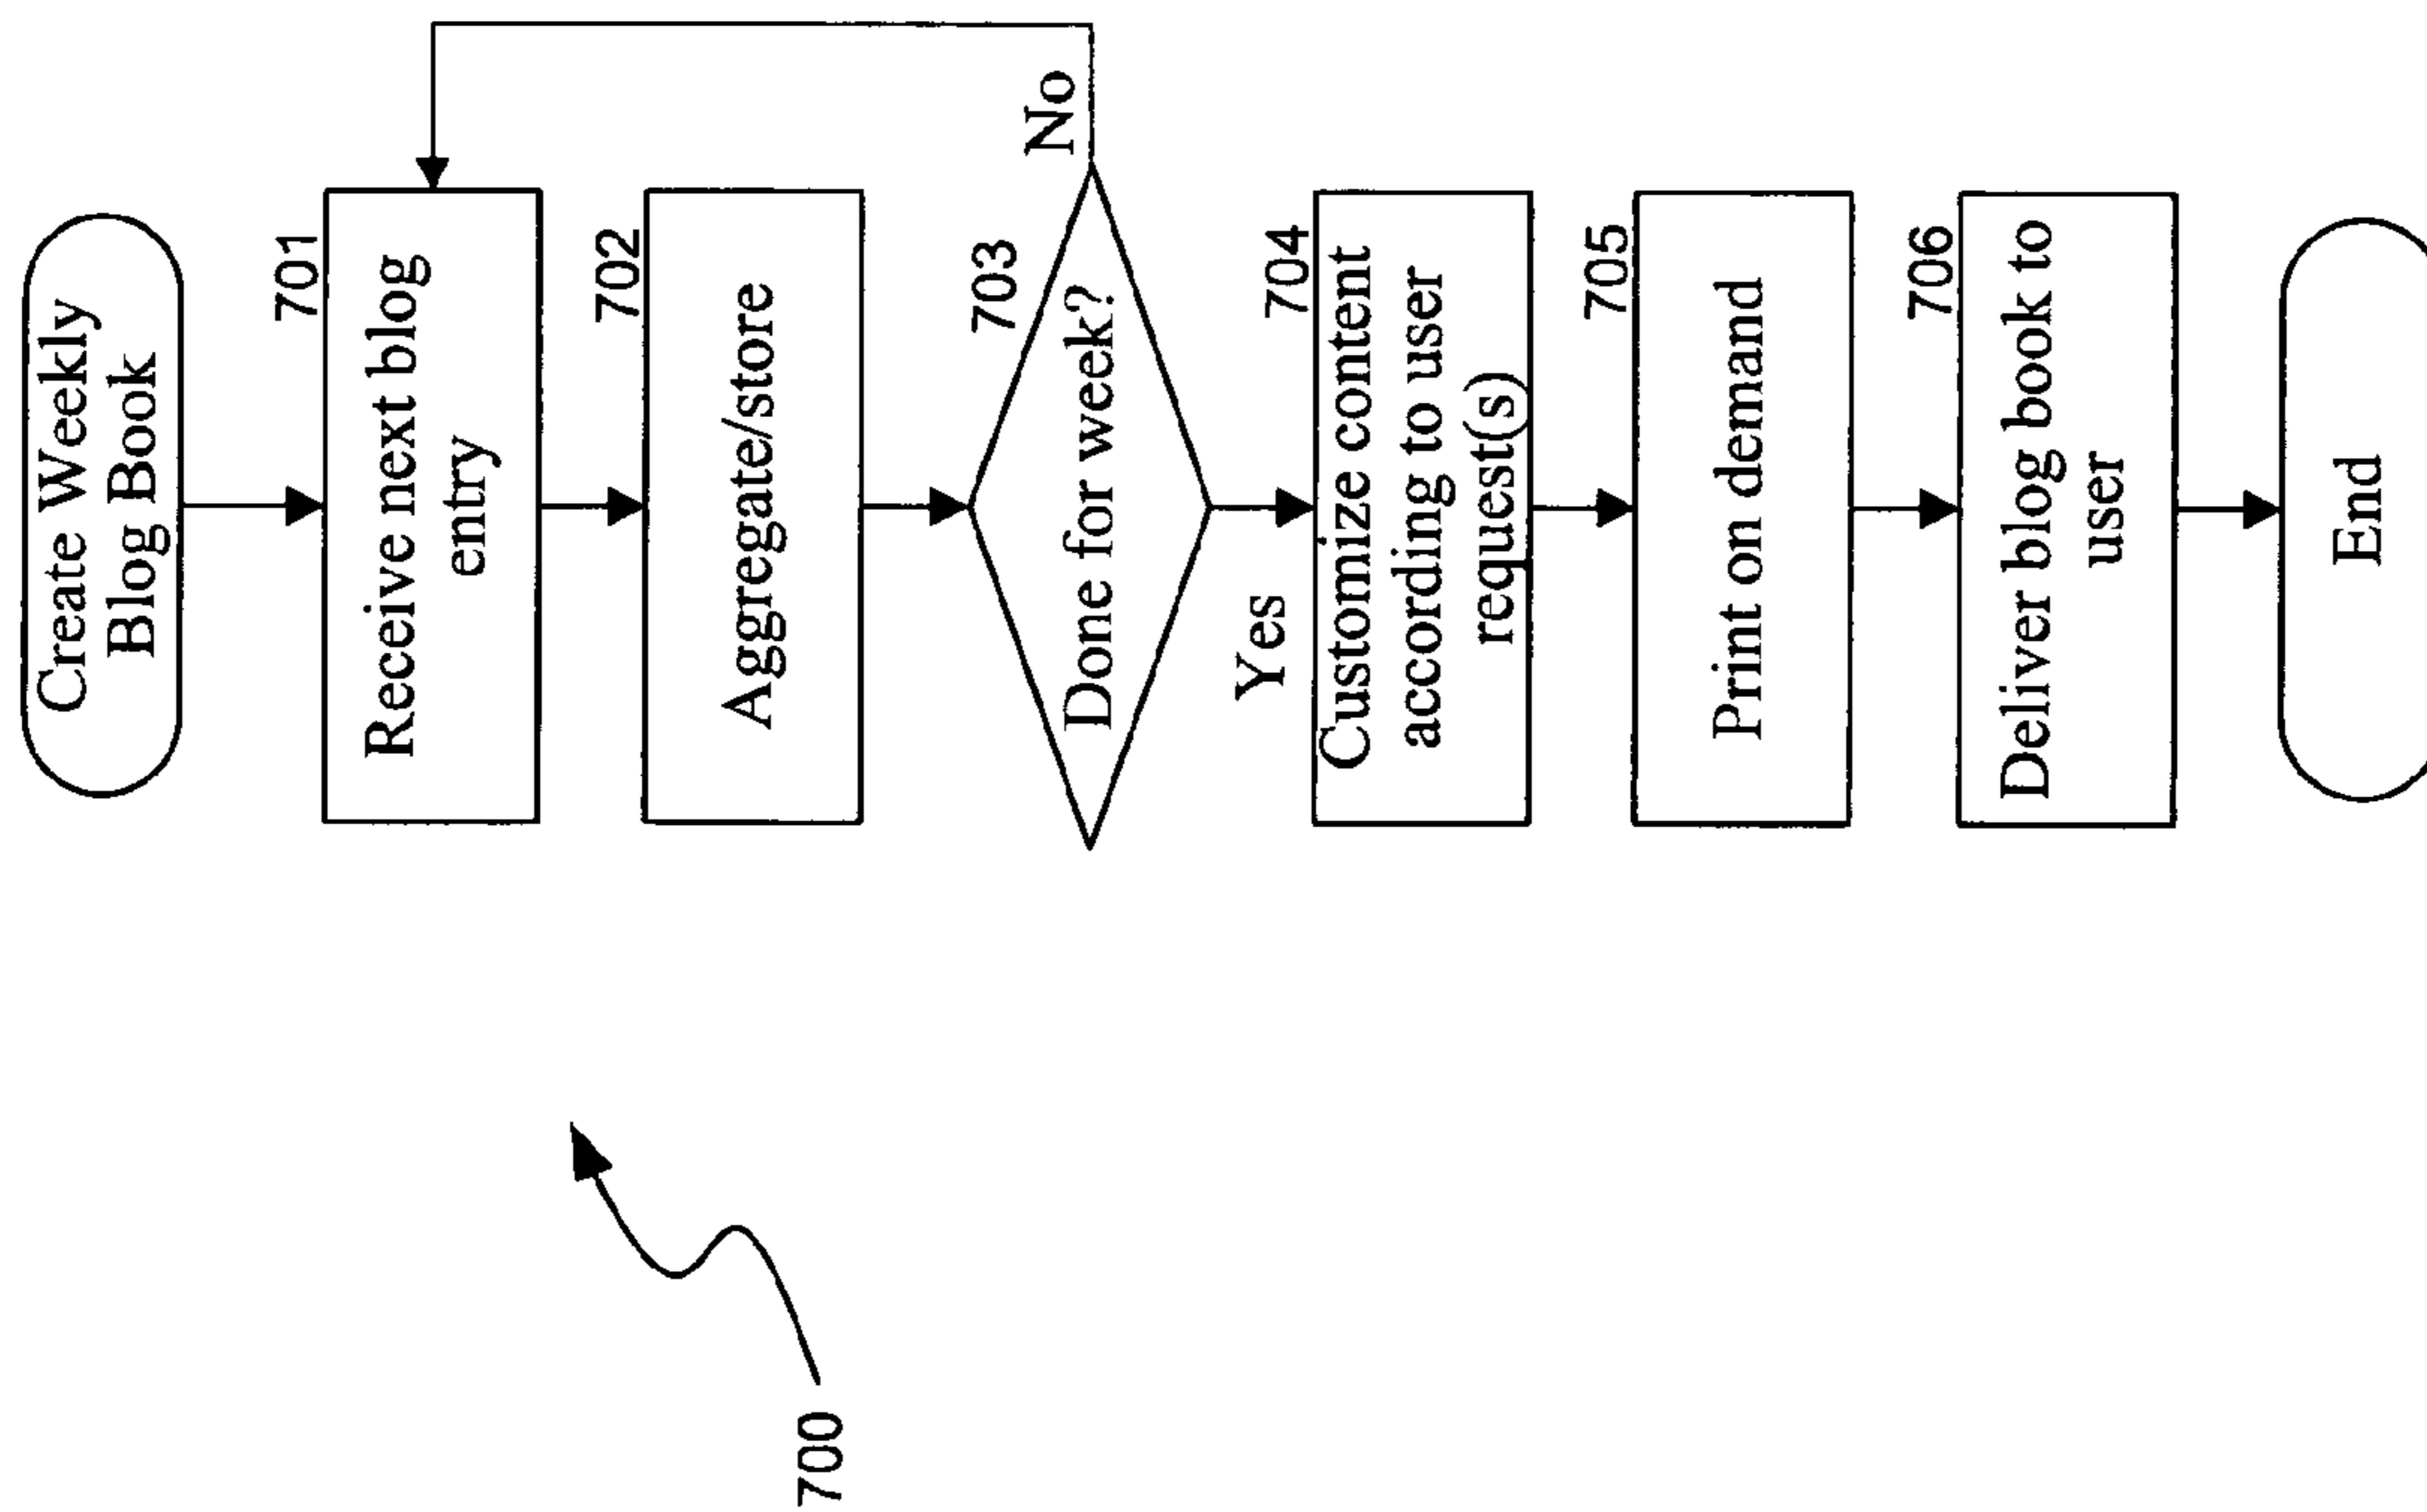 Create Weekly
Blog Book
701
Receive next blog
entry
702
Aggregate/store
703
Done for week?
No
Yes
704
Customize content
according to user
request(s)
705
Print on demand
706
Deliver blog book to
user
End
700